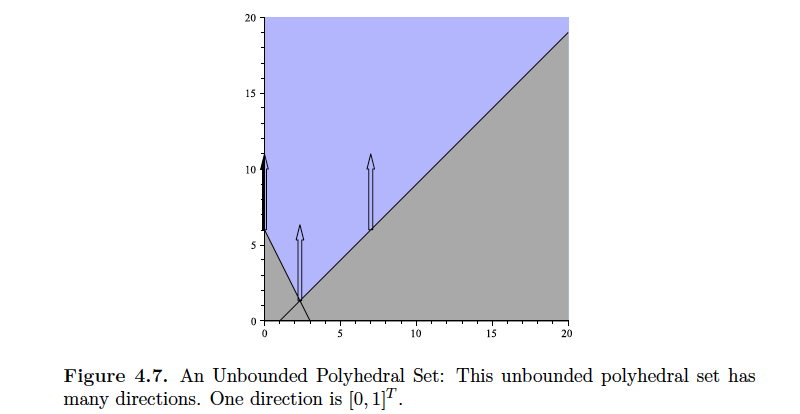 20
15
10
5
0
0 5 10 15 20
Figure 4.7. An Unbounded Polyhedral Set: This unbounded polyhedral set has
many directions. One direction is [0, 1]^T.